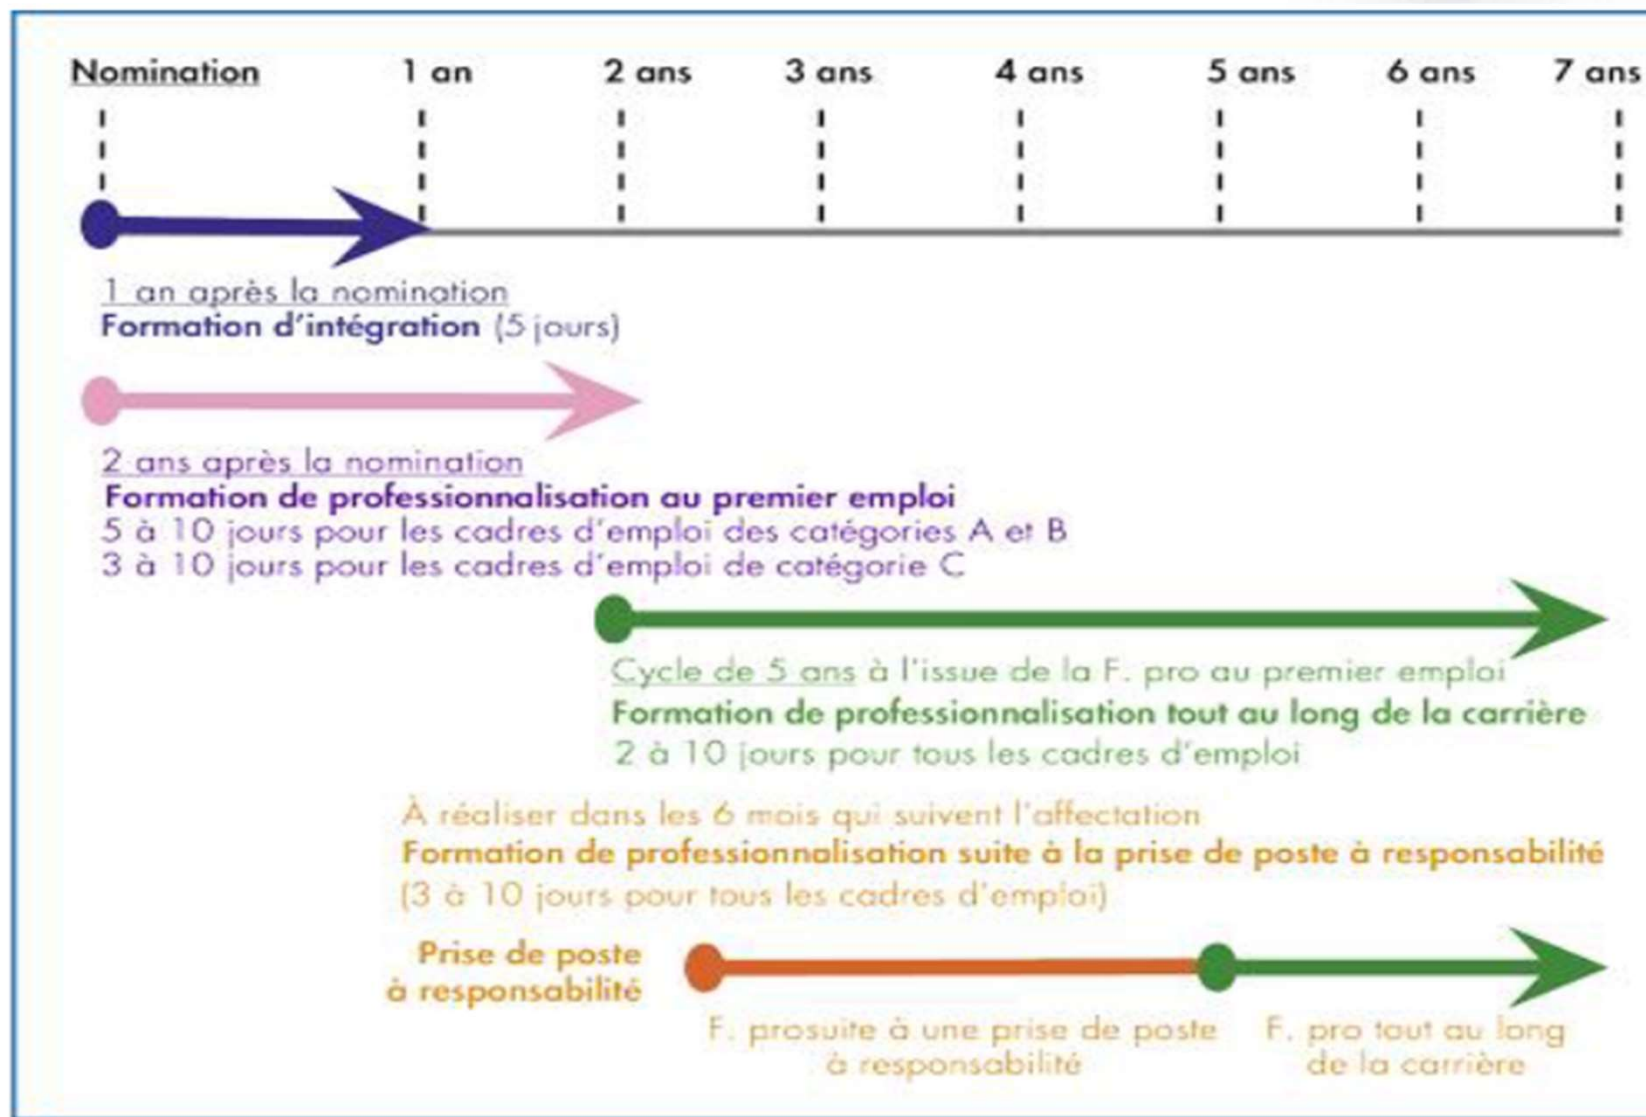 Nomination 1 an 2 ans 3 ans 4 ans 5 ans 6 ans 7 ans
1 an après la nomination
Formation d'intégration (5 jours)
2 ans après la nomination
Formation de professionnalisation au premier emploi
5 à 10 jours pour les cadres d'emploi des catégories A et B
3 à 10 jours pour les cadres d'emploi de catégorie C
Cycle de 5 ans à l'issue de la F. pro au premier emploi
Formation de professionnalisation tout au long de la carrière
2 à 10 jours pour tous les cadres d'emploi
À réaliser dans les 6 mois qui suivent l'affectation
Formation de professionnalisation suite à la prise de poste à responsabilité
(3 à 10 jours pour tous les cadres d'emploi)
Prise de poste
à responsabilité
F. prosuite à une prise de poste
à responsabilité
F. pro tout au long
de la carrière